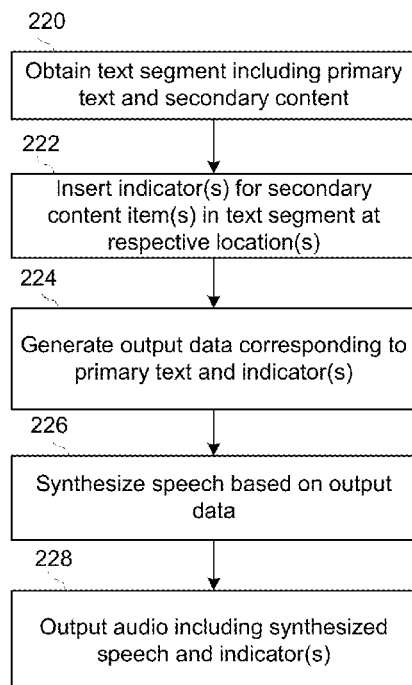 220
Obtain text segment including primary
text and secondary content
222
Insert indicator(s) for secondary
content item(s) in text segment at
respective location(s)
224
Generate output data corresponding to
primary text and indicator(s)
226
Synthesize speech based on output
data
228
Output audio including synthesized
speech and indicator(s)